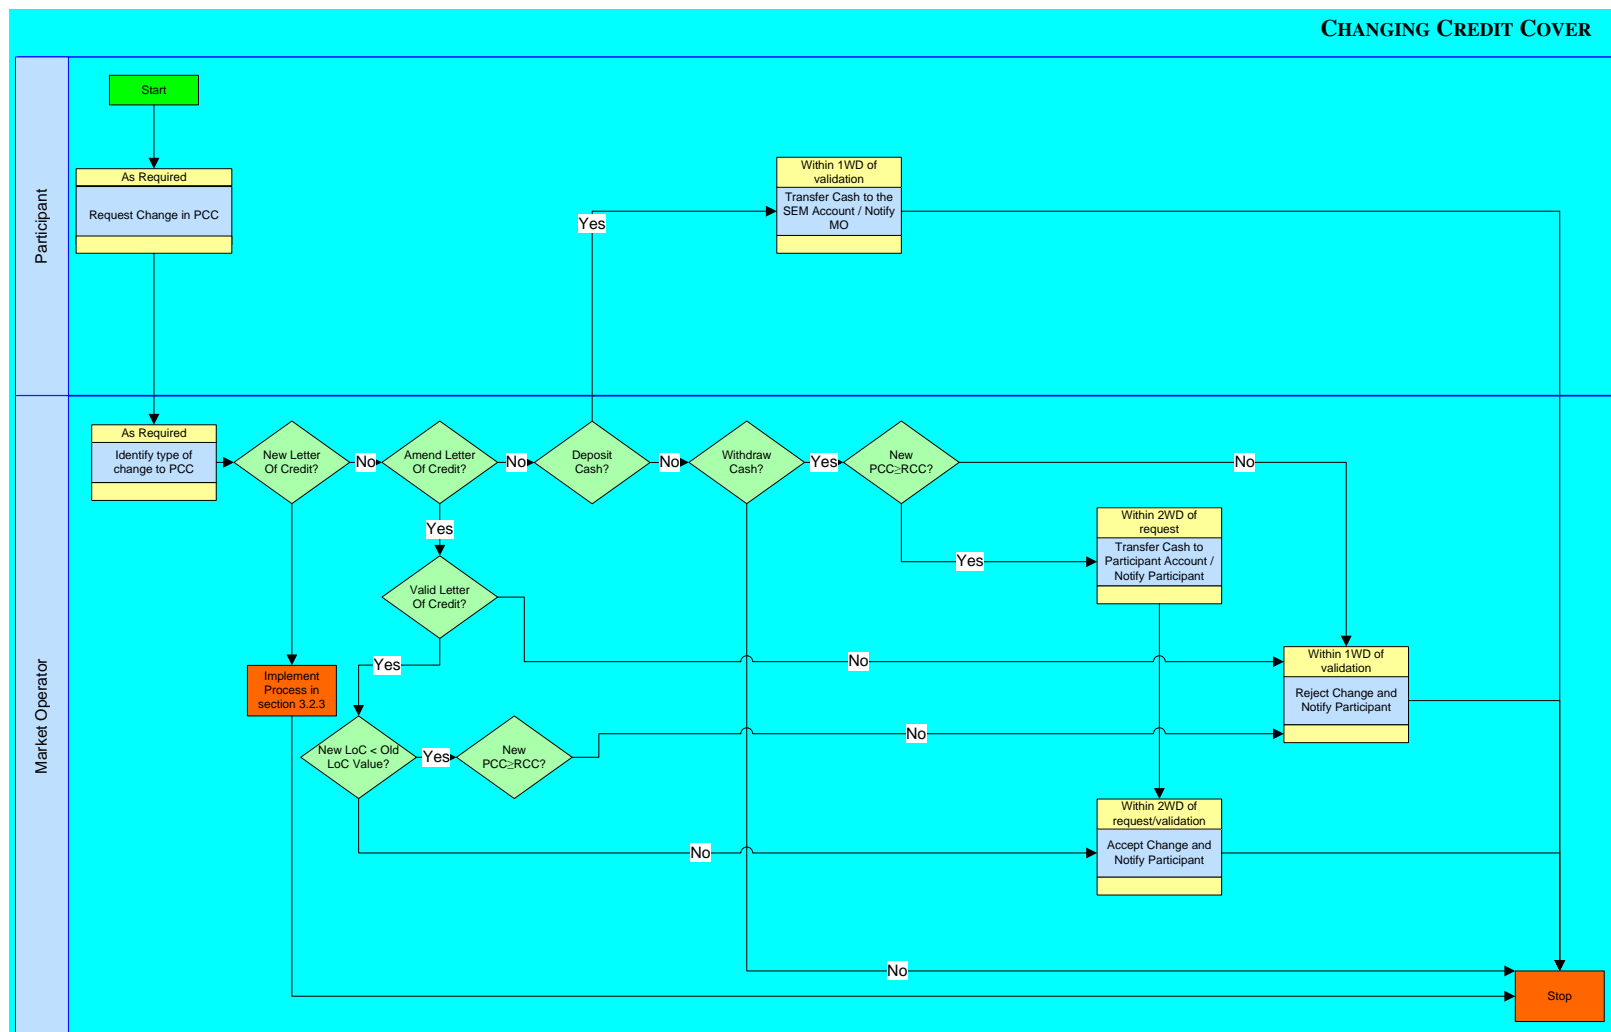 CHANGING CREDIT COVER
Participant
Start
As Required
Request Change in PCC
Within 1WD of
validation
Transfer Cash to the
SEM Account / Notify
MO
Yes
Market Operator
As Required
Identify type of
change to PCC
New Letter
Of Credit?
No
Amend Letter
Of Credit?
No
Deposit
Cash?
No
Withdraw
Cash?
Yes
New
PCC≥RCC?
No
Yes
Within 2WD of
request
Transfer Cash to
Participant Account /
Notify Participant
Yes
Valid Letter
Of Credit?
Yes
No
Within 1WD of
validation
Reject Change and
Notify Participant
Implement
Process in
section 3.2.3
New LoC < Old
LoC Value?
Yes
New
PCC≥RCC?
No
Within 2WD of
request/validation
Accept Change and
Notify Participant
No
No
Stop